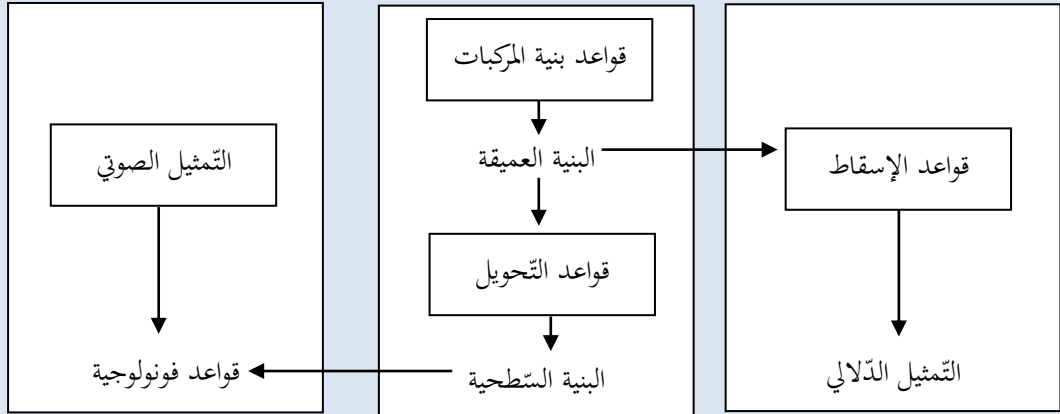 قواعد بنية المركبات
البنية العميقة
قواعد الإسقاط
التّمثيل الصوتي
قواعد التّحويل
التّمثيل الدّلالي
البنية السّطحية
قواعد فونولوجية